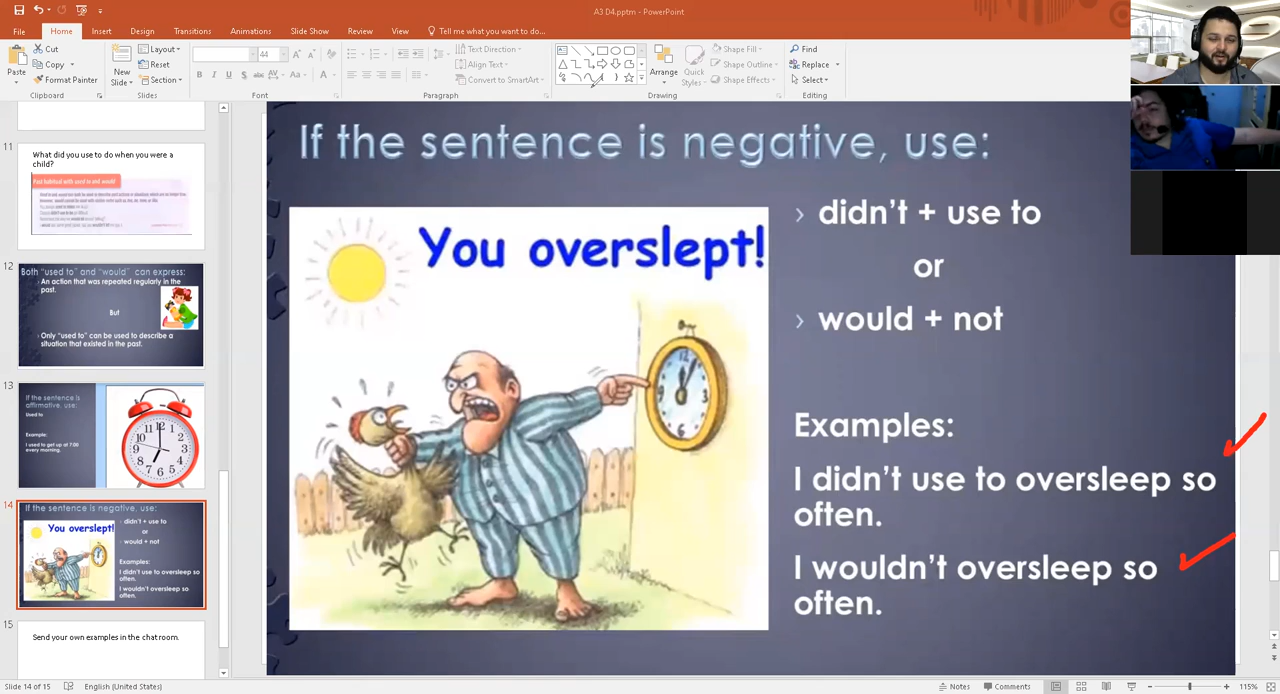 A3 D4.pptm - PowerPoint
File Home Insert Design Transitions Animations Review View Slide Show Tell me what you want to do...
Paste
Cut
Copy
Format Painter
Clipboard
New Slide
Layout
Reset
Section
Slides
44
B I U S abc AV Aa A
Font
Text Direction
Align Text
Convert to SmartArt
Paragraph
Arrange
Quick Styles
Shape Fill
Shape Outline
Shape Effects
Drawing
Find
Replace
Select
Editing
11
What did you use to do when you were a
child?
12
Both "used to" and "would" can express:
An action that was repeated regularly in the
past.
But
Only "used to" can be used to describe a
situation that existed in the past.
13
If the sentence is
affirmative, use:
Used to
Example:
I used to get up at 7:00
every morning.
14
If the sentence is negative, use:
You overslept!
didn't + use to
or
would + not
Examples:
I didn't use to oversleep so
often.
I wouldn't oversleep so
often.
15
Send your own examples in the chat room.
If the sentence is negative, use:
You overslept!
› didn't + use to
or
› would + not
Examples:
I didn't use to oversleep so
often.
I wouldn't oversleep so
often.
12
3
6
Slide 14 of 15 English (United States) Notes Comments 115%